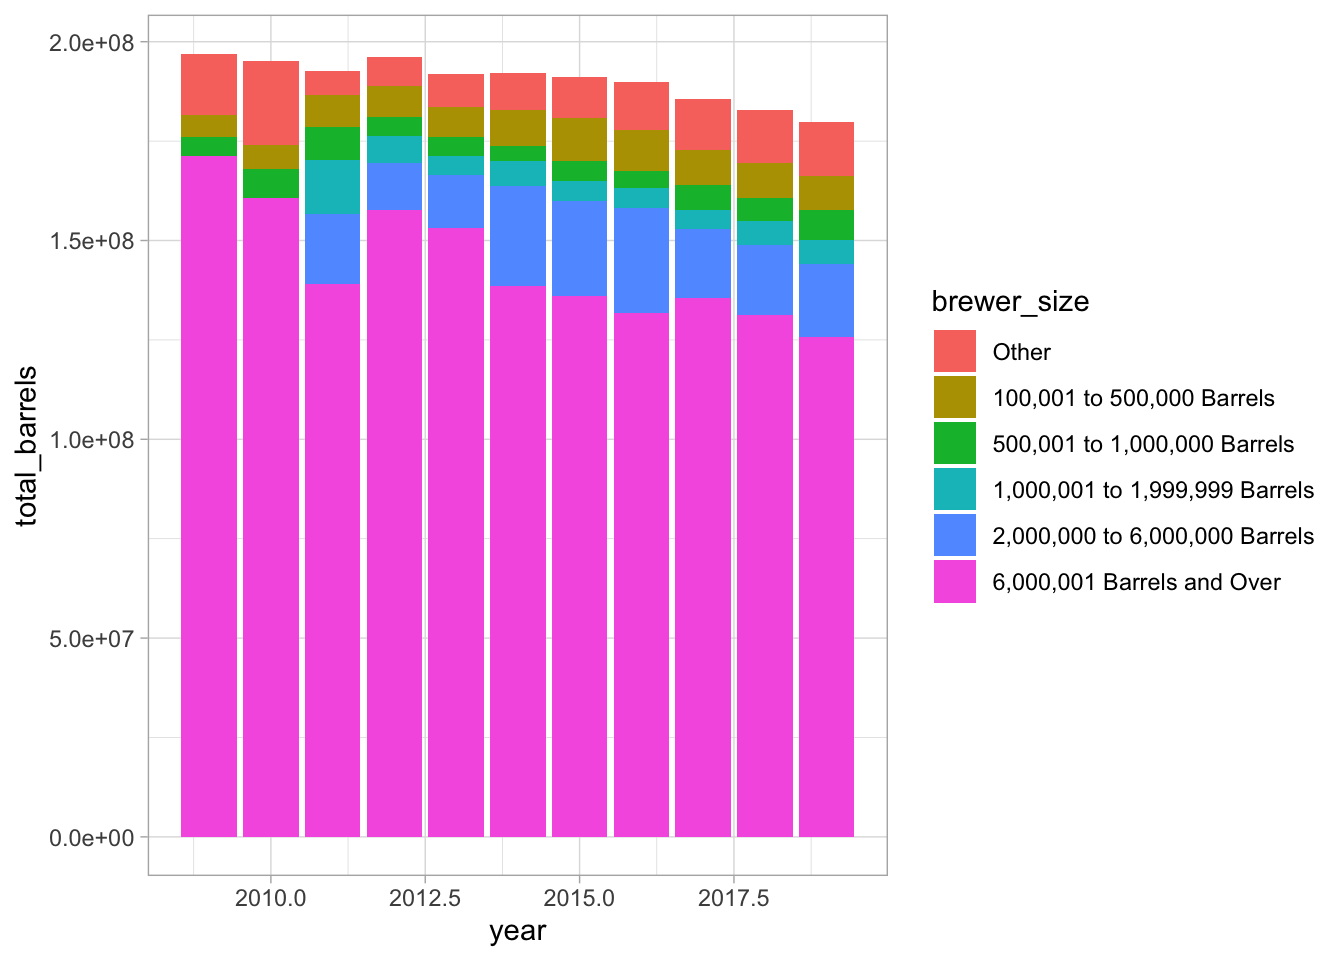 2.0e+08
1.5e+08
1.0e+08
5.0e+07
0.0e+00
total_barrels
2010.0
2012.5
2015.0
2017.5
year
brewer_size
Other
100,001 to 500,000 Barrels
500,001 to 1,000,000 Barrels
1,000,001 to 1,999,999 Barrels
2,000,000 to 6,000,000 Barrels
6,000,001 Barrels and Over